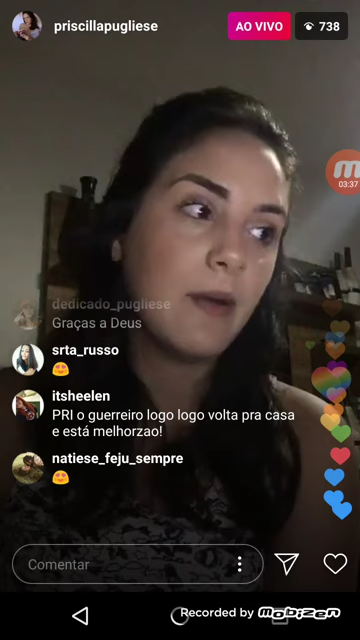 priscillapugliese
AO VIVO
738
03:37
dedicado_pugliese
Graças a Deus
srta_russo
itsheelen
PRI o guerreiro logo logo volta pra casa
e está melhorzao!
natiese_feju_sempre
Comentar
Recorded by mobizen